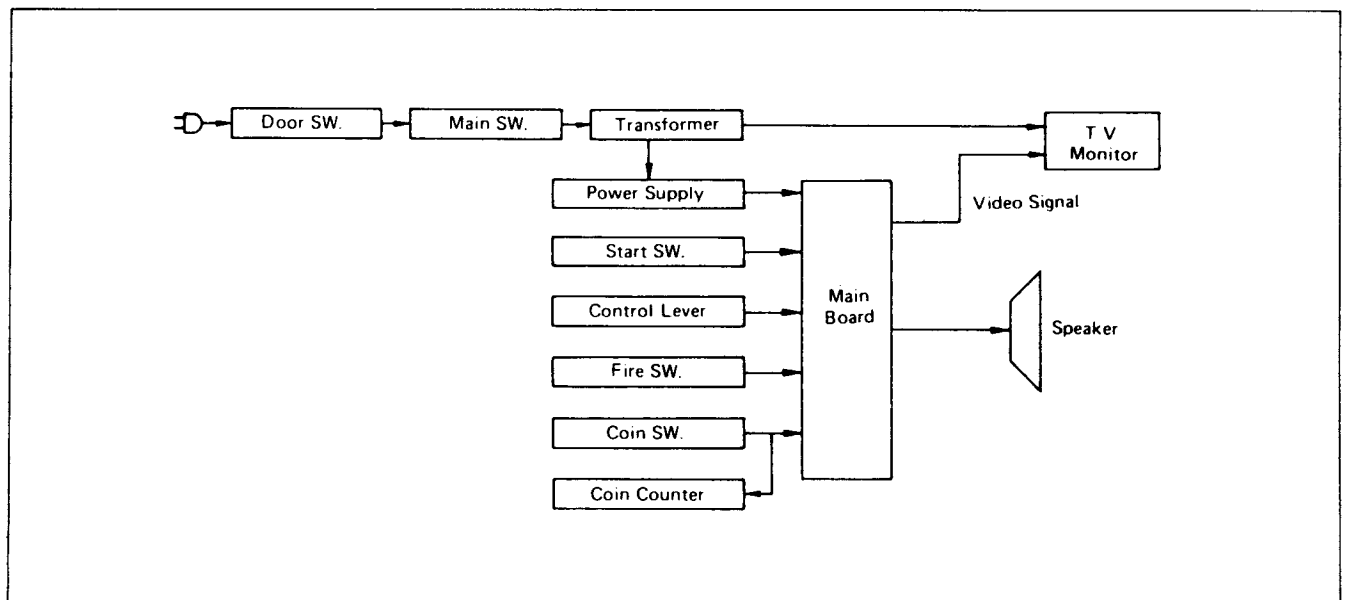 Door SW.
Main SW.
Transformer
T V
Monitor
Power Supply
Video Signal
Start SW.
Main
Board
Control Lever
Speaker
Fire SW.
Coin SW.
Coin Counter